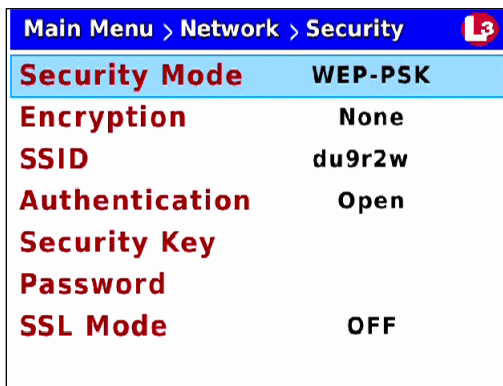 Main Menu > Network > Security L3
Security Mode WEP-PSK
Encryption None
SSID du9r2w
Authentication Open
Security Key
Password
SSL Mode OFF